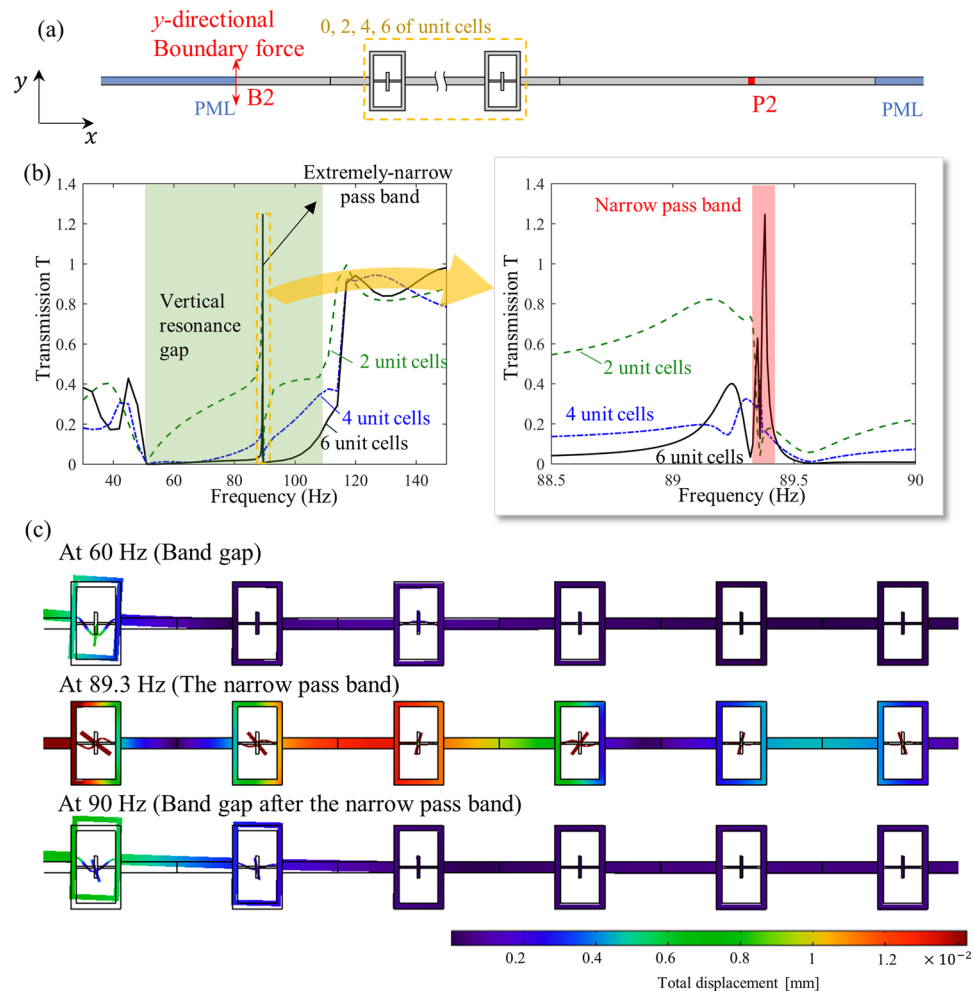 (a)
y-directional
Boundary force
0, 2, 4, 6 of unit cells
y
x
PML
B2
P2
PML
(b)
Extremely-narrow
pass band
Vertical
resonance
gap
2 unit cells
4 unit cells
6 unit cells
Transmission T
1.4
1.2
1
0.8
0.6
0.4
0.2
0
40 60 80 100 120 140
Frequency (Hz)
Narrow pass band
2 unit cells
4 unit cells
6 unit cells
Transmission T
1.4
1.2
1
0.8
0.6
0.4
0.2
0
88.5 89 89.5 90
Frequency (Hz)
(c)
At 60 Hz (Band gap)
At 89.3 Hz (The narrow pass band)
At 90 Hz (Band gap after the narrow pass band)
0.2 0.4 0.6 0.8 1 1.2 × 10⁻²
Total displacement [mm]